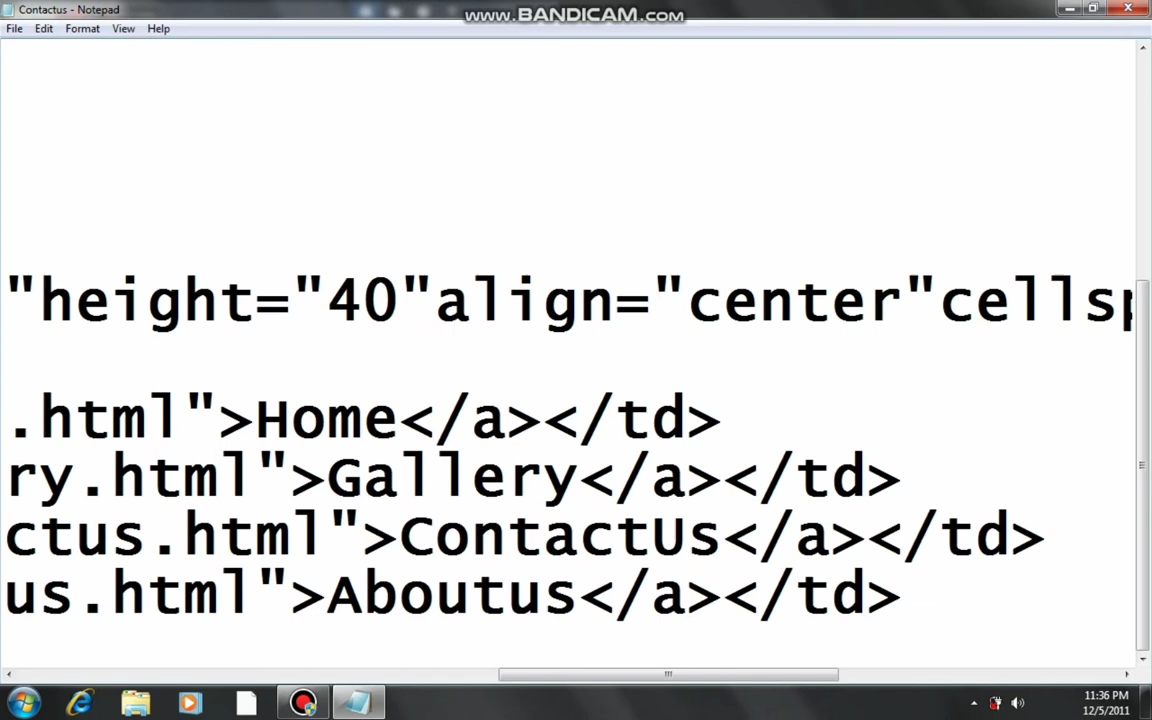 Contactus - Notepad
www.BANDICAM.com
File Edit Format View Help
"height="40"align="center"cellsp
.html">Home</a></td>
ry.html">Gallery</a></td>
ctus.html">ContactUs</a></td>
us.html">Aboutus</a></td>
11:36 PM
12/5/2011